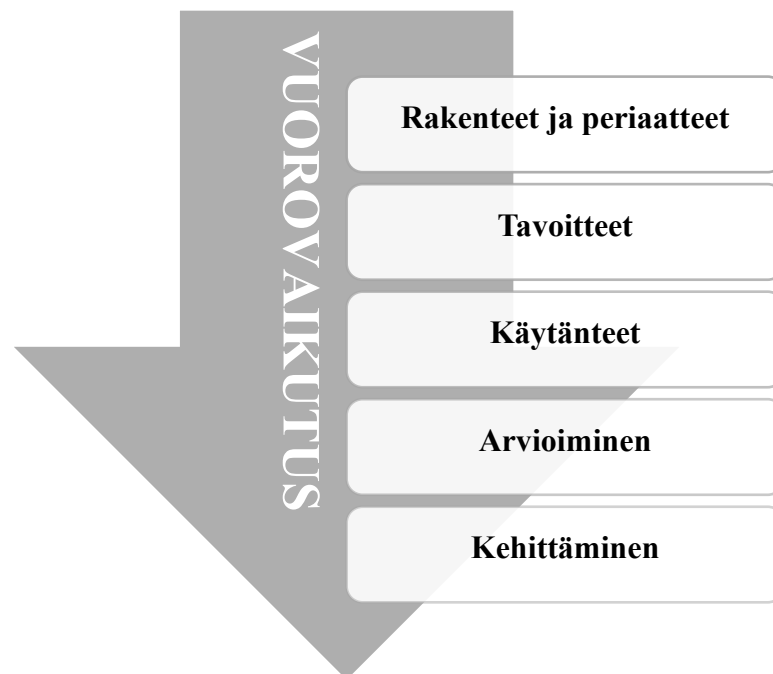 VUOROVAIKUTUS
Rakenteet ja periaatteet
Tavoitteet
Käytänteet
Arvioiminen
Kehittäminen